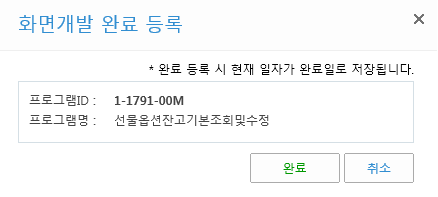 화면개발 완료 등록
* 완료 등록 시 현재 일자가 완료일로 저장됩니다.
프로그램ID : 1-1791-00M
프로그램명 : 선물옵션잔고기본조회및수정
완료 취소